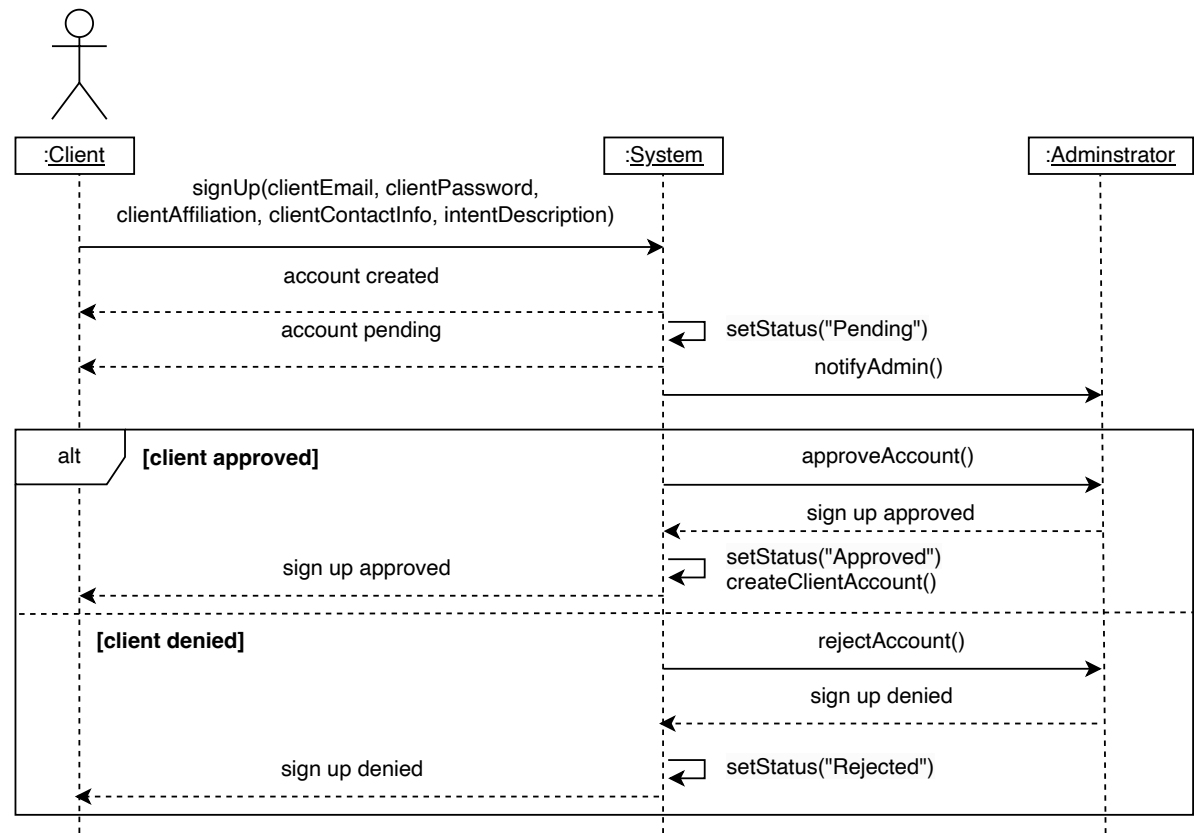 :Client
:System
:Adminstrator
signUp(clientEmail, clientPassword,
clientAffiliation, clientContactInfo, intentDescription)
account created
account pending
setStatus("Pending")
notifyAdmin()
alt
[client approved]
approveAccount()
sign up approved
sign up approved
setStatus("Approved")
createClientAccount()
[client denied]
rejectAccount()
sign up denied
sign up denied
setStatus("Rejected")